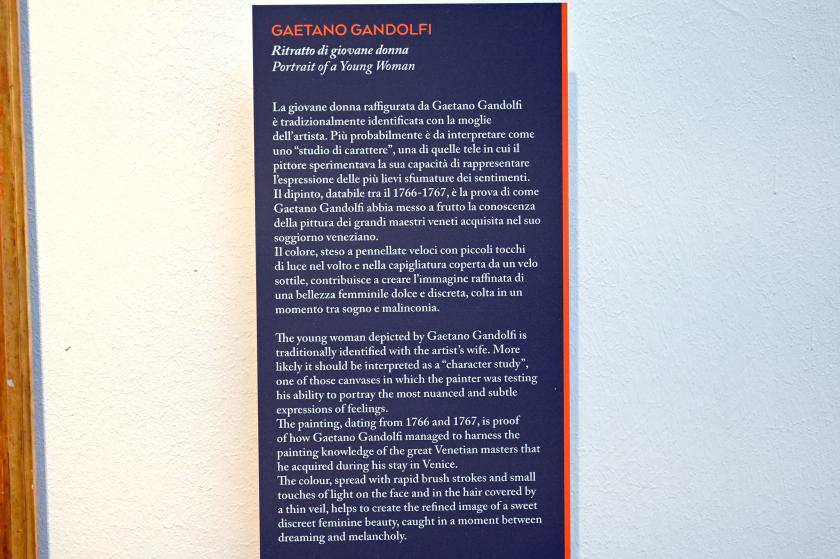 GAETANO GANDOLFI
Ritratto di giovane donna
Portrait of a Young Woman
La giovane donna raffigurata da Gaetano Gandolfi
è tradizionalmente identificata con la moglie
dell'artista. Più probabilmente è da interpretare come
uno "studio di carattere", una di quelle tele in cui il
pittore sperimentava la sua capacità di rappresentare
l'espressione delle più lievi sfumature dei sentimenti.
Il dipinto, databile tra il 1766-1767, è la prova di come
Gaetano Gandolfi abbia messo a frutto la conoscenza
della pittura dei grandi maestri veneti acquisita nel suo
soggiorno veneziano.
Il colore, steso a pennellate veloci con piccoli tocchi
di luce nel volto e nella capigliatura coperta da un velo
sottile, contribuisce a creare l'immagine raffinata di
una bellezza femminile dolce e discreta, colta in un
momento tra sogno e malinconia.
The young woman depicted by Gaetano Gandolfi is
traditionally identified with the artist's wife. More
likely it should be interpreted as a "character study",
one of those canvases in which the painter was testing
his ability to portray the most nuanced and subtle
expressions of feelings.
The painting, dating from 1766 and 1767, is proof
of how Gaetano Gandolfi managed to harness the
painting knowledge of the great Venetian masters that
he acquired during his stay in Venice.
The colour, spread with rapid brush strokes and small
touches of light on the face and in the hair covered by
a thin veil, helps to create the refined image of a sweet
discreet feminine beauty, caught in a moment between
dreaming and melancholy.